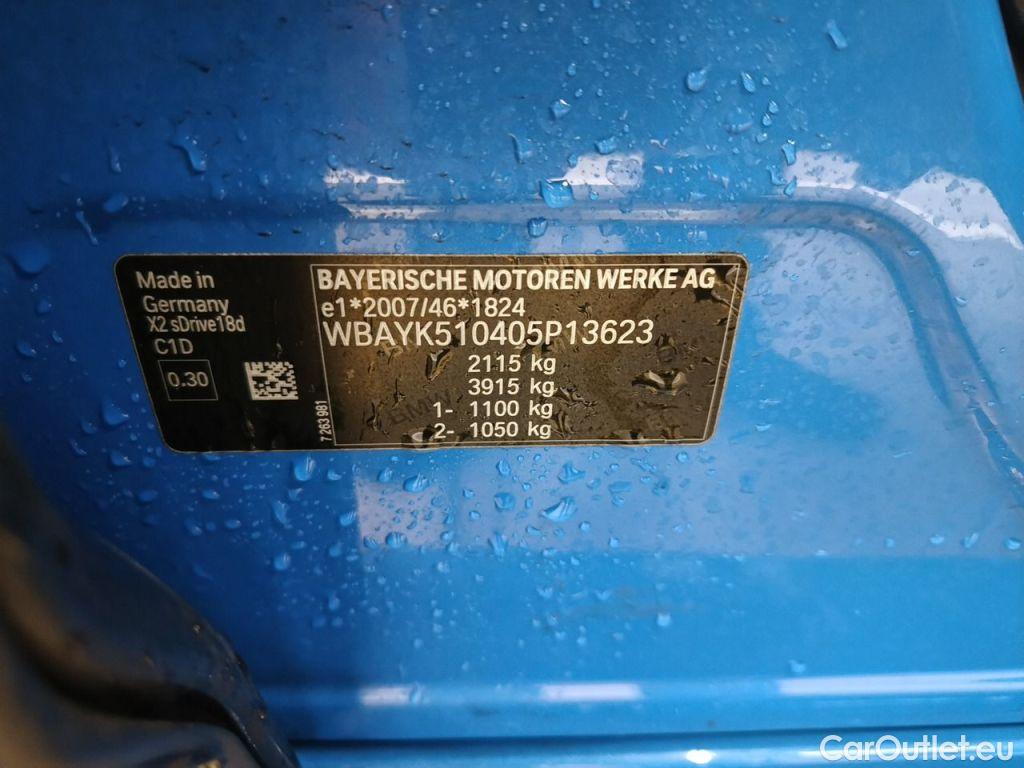 Made in
Germany
X2 sDrive18d
C1D
0.30
7 263 981
BAYERISCHE MOTOREN WERKE AG
e1*2007/46*1824
WBAYK510405P13623
2115 kg
3915 kg
1- 1100 kg
2- 1050 kg
CarOutlet.eu